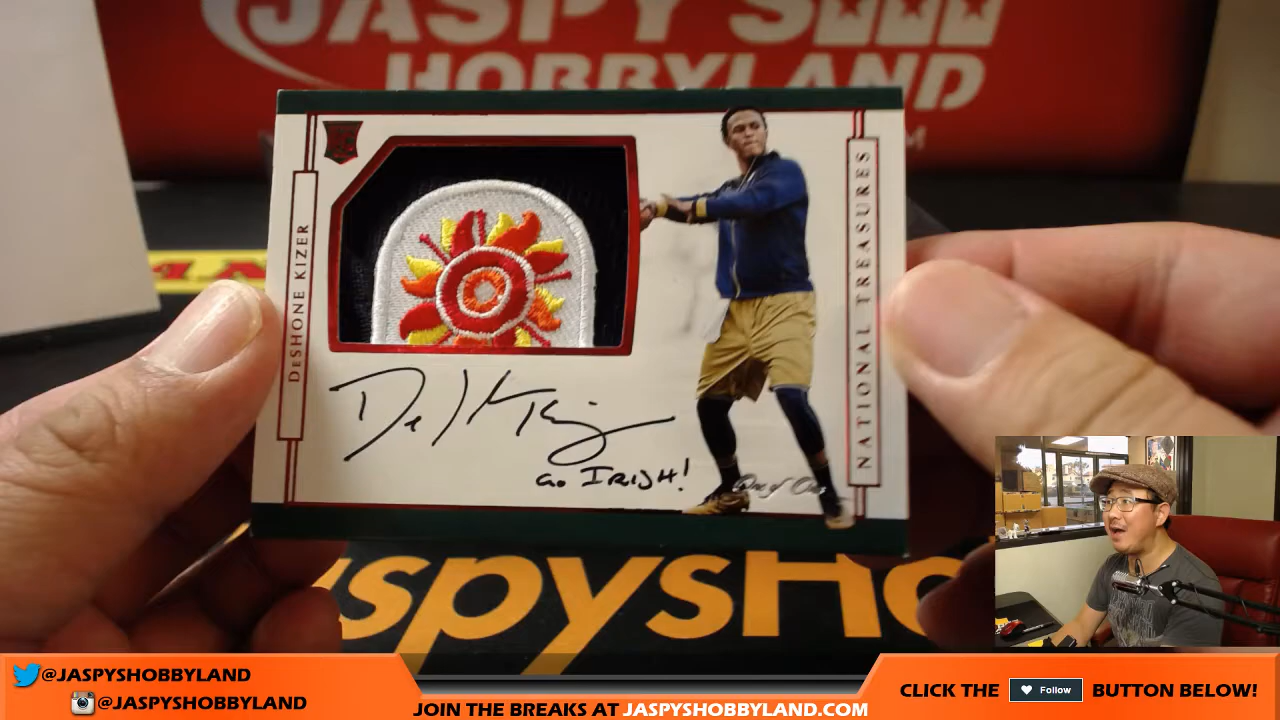 JASPY'S
HOBBYLAND
DESHONE KIZER
NATIONAL TREASURES
Go IRISH!
One of One
jaspysHo
@JASPYSHOBBYLAND
@JASPYSHOBBYLAND
JOIN THE BREAKS AT JASPYSHOBBYLAND.COM
CLICK THE Follow BUTTON BELOW!